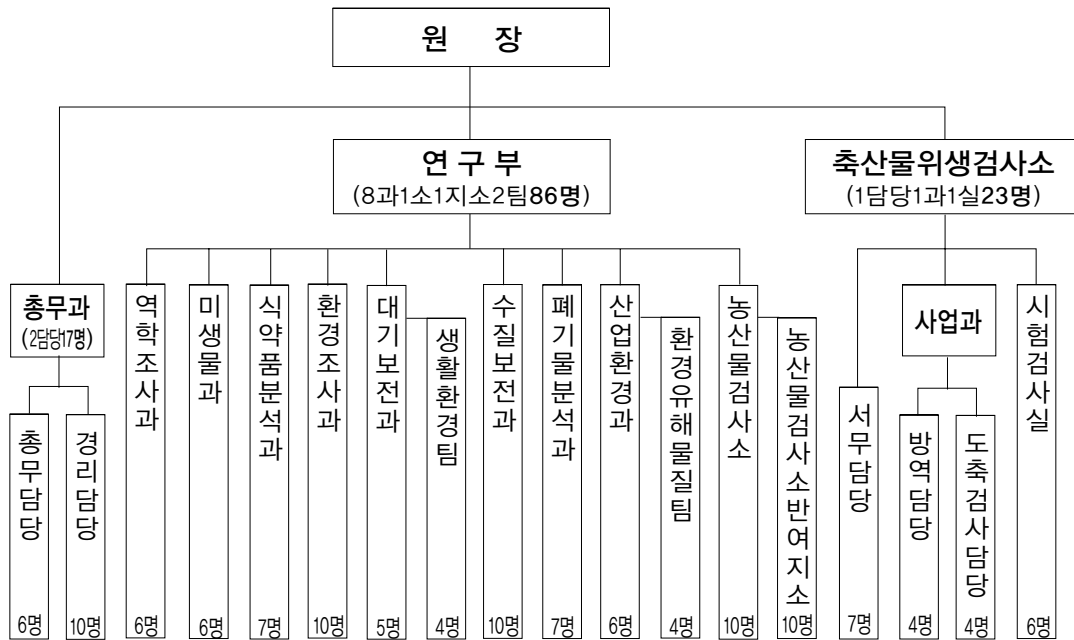 원 장
연 구 부
(8과1소1지소2팀86명)
축산물위생검사소
(1담당1과1실23명)
총무과
(2담당17명)
총무담당
6명
경리담당
10명
역학조사과
6명
미생물과
6명
식약품분석과
7명
환경조사과
10명
대기보전과
5명
생활환경팀
4명
수질보전과
10명
폐기물분석과
7명
산업환경과
6명
환경유해물질팀
4명
농산물검사소
10명
농산물검사소반여지소
10명
서무담당
7명
사업과
방역담당
4명
도축검사담당
4명
시험검사실
6명